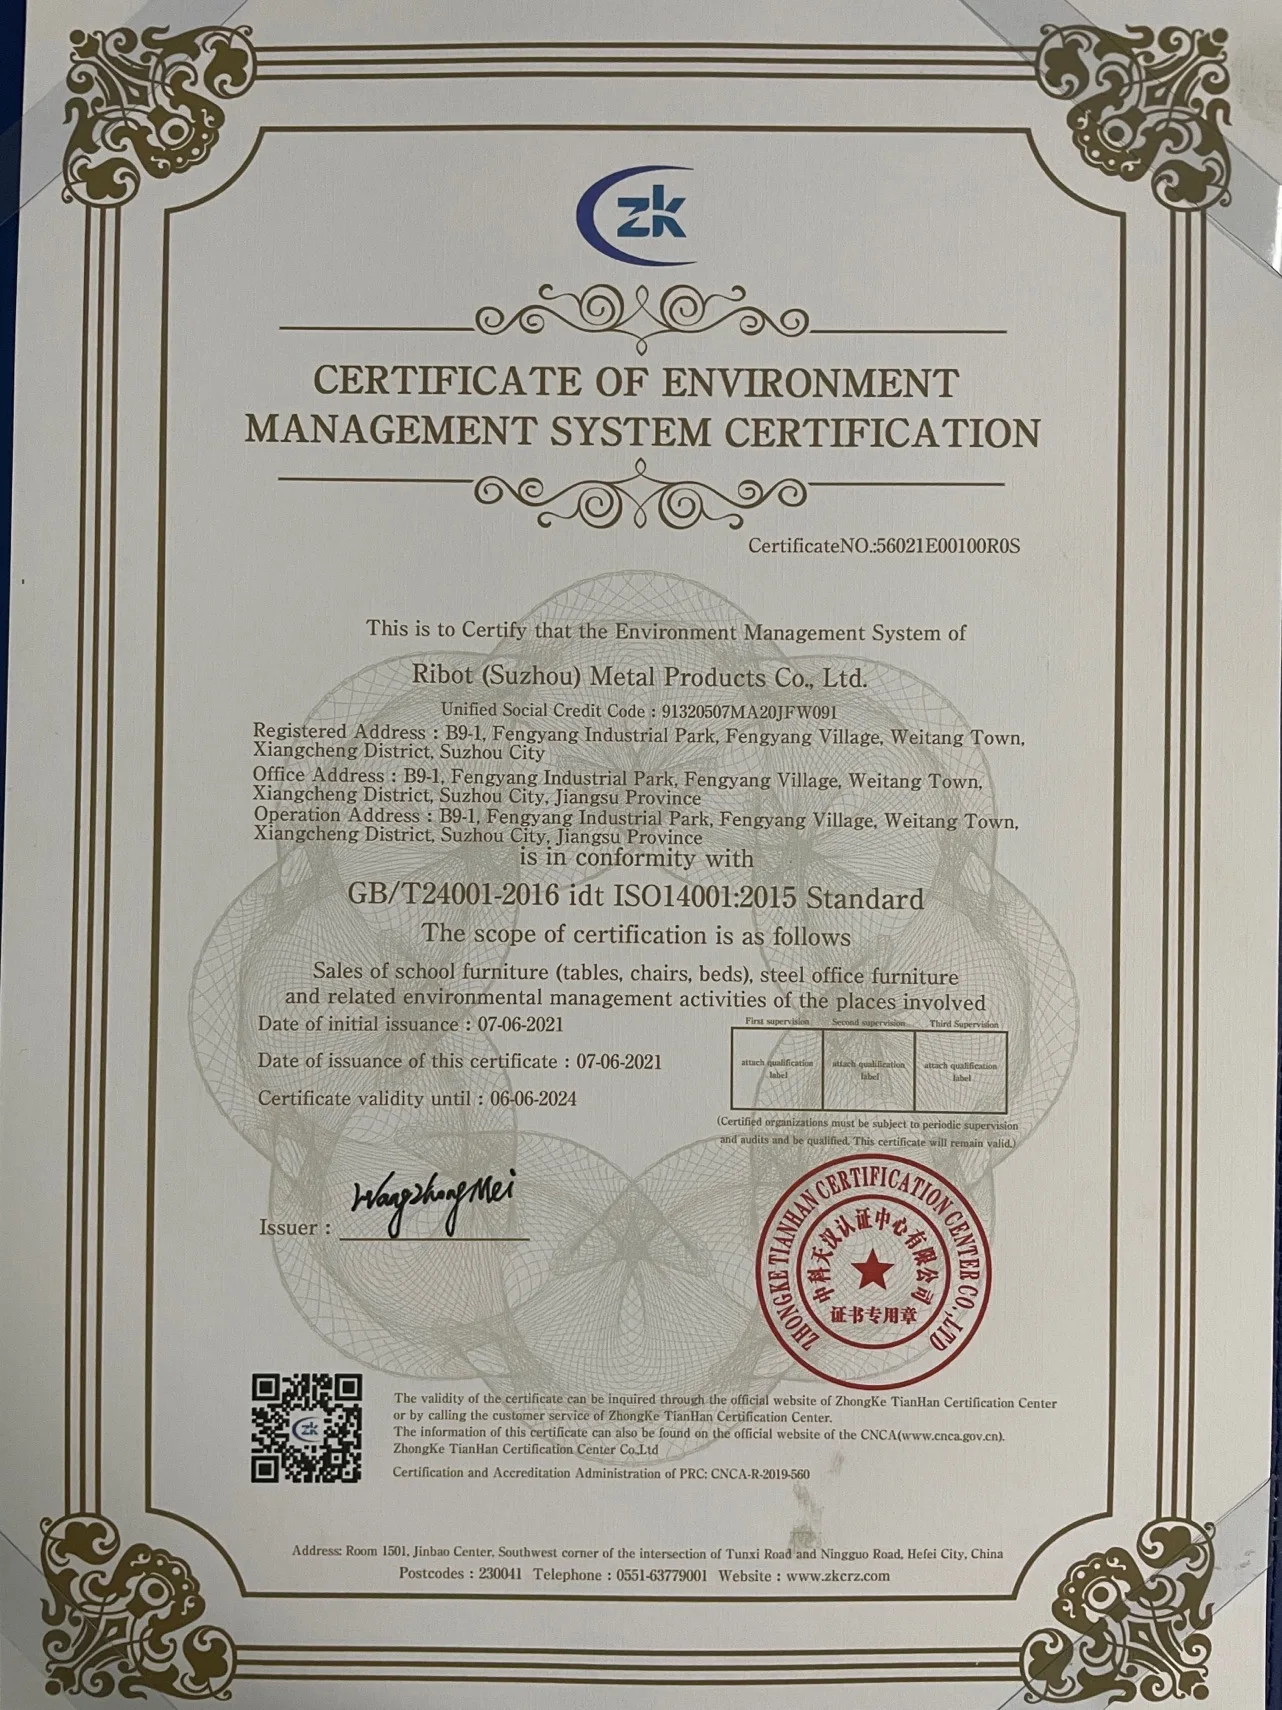 zk
CERTIFICATE OF ENVIRONMENT
MANAGEMENT SYSTEM CERTIFICATION
CertificateNO.:56021E00100R0S
This is to Certify that the Environment Management System of
Ribot (Suzhou) Metal Products Co., Ltd.
Unified Social Credit Code : 91320507MA20JFW091
Registered Address : B9-1, Fengyang Industrial Park, Fengyang Village, Weitang Town,
Xiangcheng District, Suzhou City
Office Address : B9-1, Fengyang Industrial Park, Fengyang Village, Weitang Town,
Xiangcheng District, Suzhou City, Jiangsu Province
Operation Address : B9-1, Fengyang Industrial Park, Fengyang Village, Weitang Town,
Xiangcheng District, Suzhou City, Jiangsu Province
is in conformity with
GB/T24001-2016 idt ISO14001:2015 Standard
The scope of certification is as follows
Sales of school furniture (tables, chairs, beds), steel office furniture
and related environmental management activities of the places involved
Date of initial issuance : 07-06-2021
Date of issuance of this certificate : 07-06-2021
Certificate validity until : 06-06-2024
First supervision Second supervision Third Supervision
attach qualification label attach qualification label attach qualification label
(Certified organizations must be subject to periodic supervision
and audits and be qualified. This certificate will remain valid.)
Issuer : WangZhongMei
ZHONGKE TIANHAN CERTIFICATION CENTER CO.,LTD
中科天汉认证中心有限公司
证书专用章
zk
The validity of the certificate can be inquired through the official website of ZhongKe TianHan Certification Center
or by calling the customer service of ZhongKe TianHan Certification Center.
The information of this certificate can also be found on the official website of the CNCA(www.cnca.gov.cn).
ZhongKe TianHan Certification Center Co.,Ltd
Certification and Accreditation Administration of PRC: CNCA-R-2019-560
Address: Room 1501, Jinbao Center, Southwest corner of the intersection of Tunxi Road and Ningguo Road, Hefei City, China
Postcodes : 230041 Telephone : 0551-63779001 Website : www.zkcrz.com